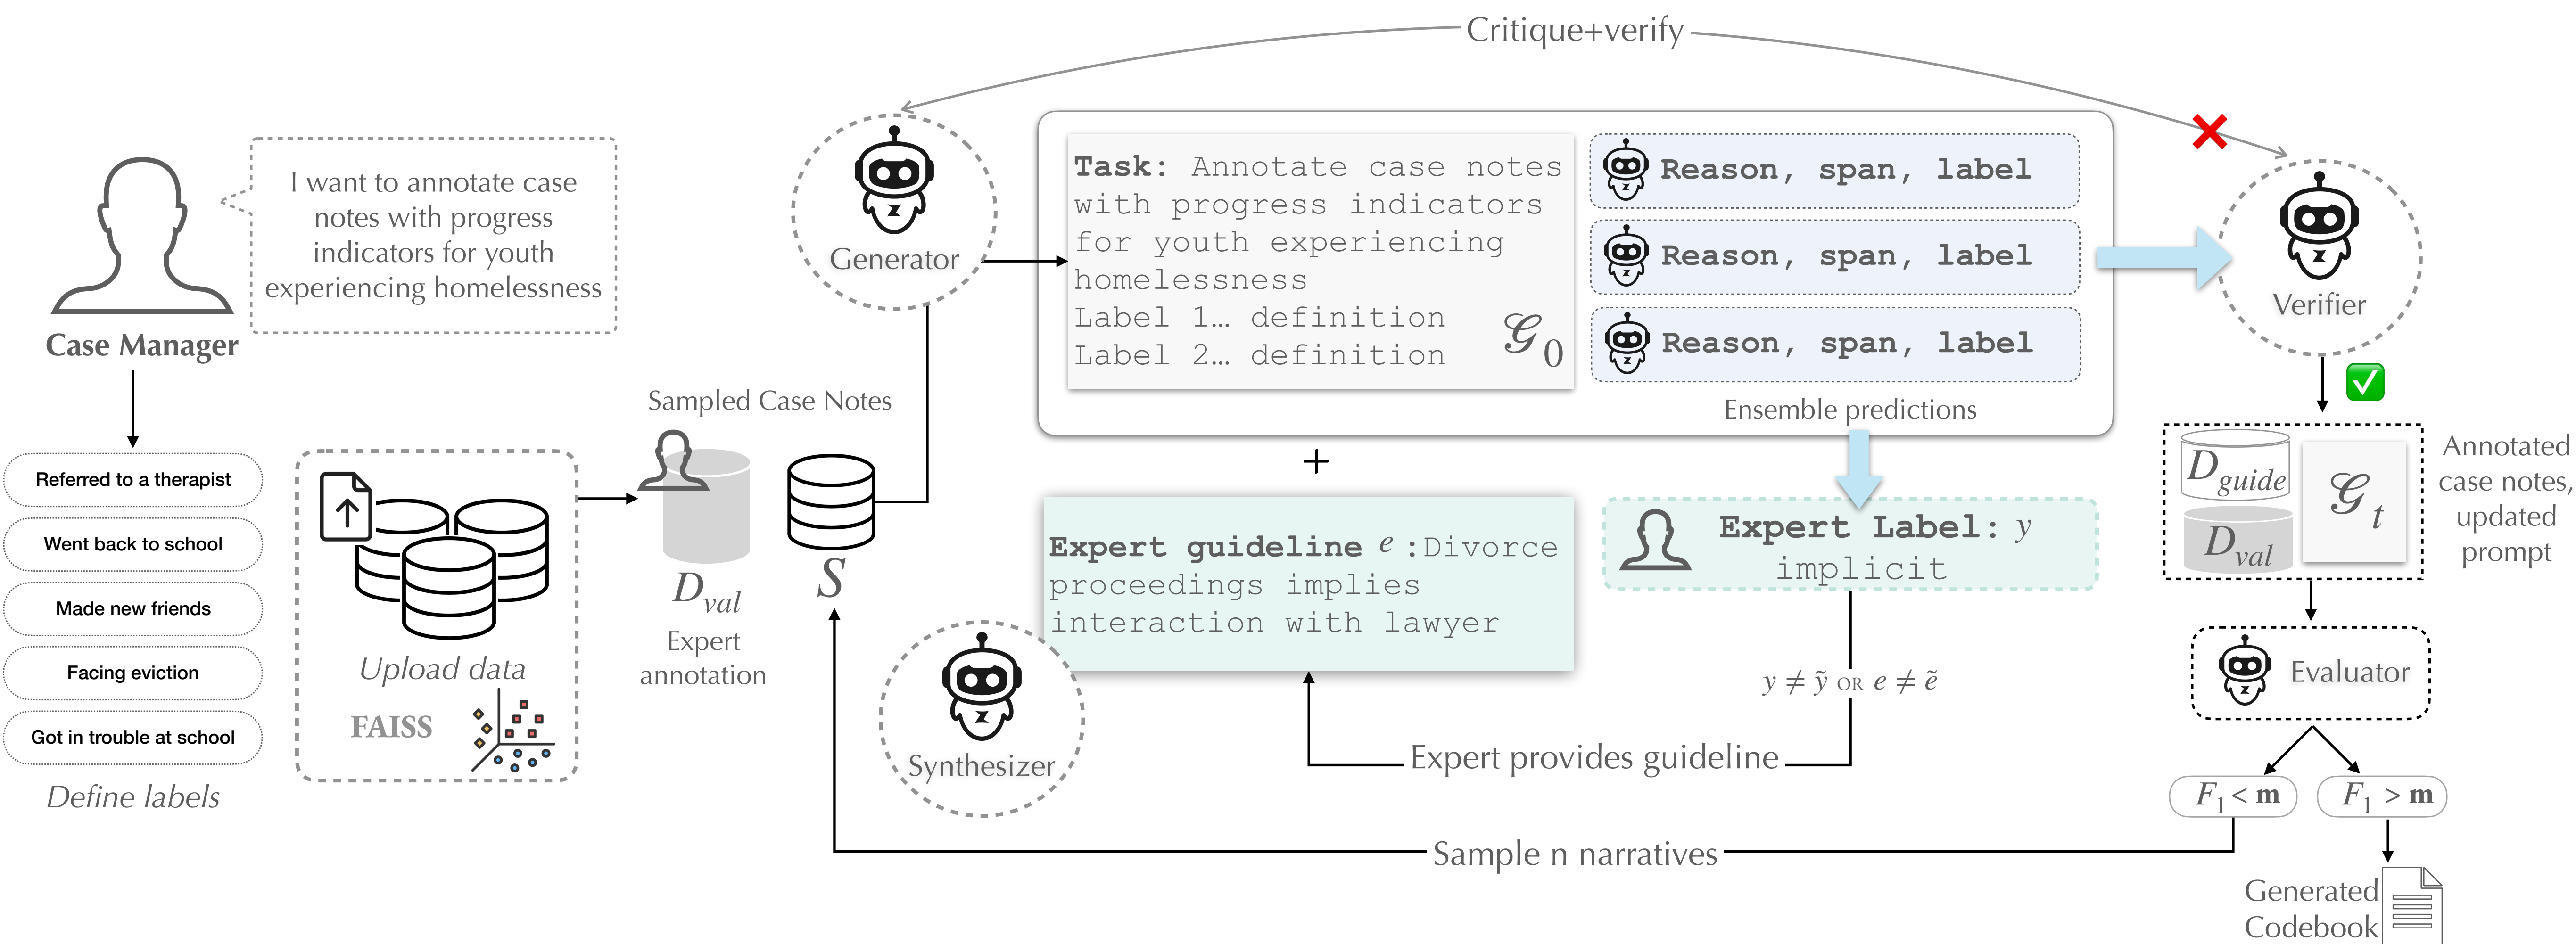 Critique+verify
I want to annotate case
notes with progress
indicators for youth
experiencing homelessness
Case Manager
Referred to a therapist
Went back to school
Made new friends
Facing eviction
Got in trouble at school
Define labels
Upload data
FAISS
Sampled Case Notes
D_val
Expert
annotation
S
Generator
Task: Annotate case notes
with progress indicators
for youth experiencing
homelessness
Label 1… definition
Label 2… definition
𝒢_0
Reason, span, label
Reason, span, label
Reason, span, label
Ensemble predictions
+
Expert guideline e :Divorce
proceedings implies
interaction with lawyer
Synthesizer
Expert Label: y
implicit
y ≠ ỹ OR e ≠ ẽ
Expert provides guideline
Sample n narratives
Verifier
D_guide
D_val
𝒢_t
Annotated
case notes,
updated
prompt
Evaluator
F_1 < m
F_1 > m
Generated
Codebook